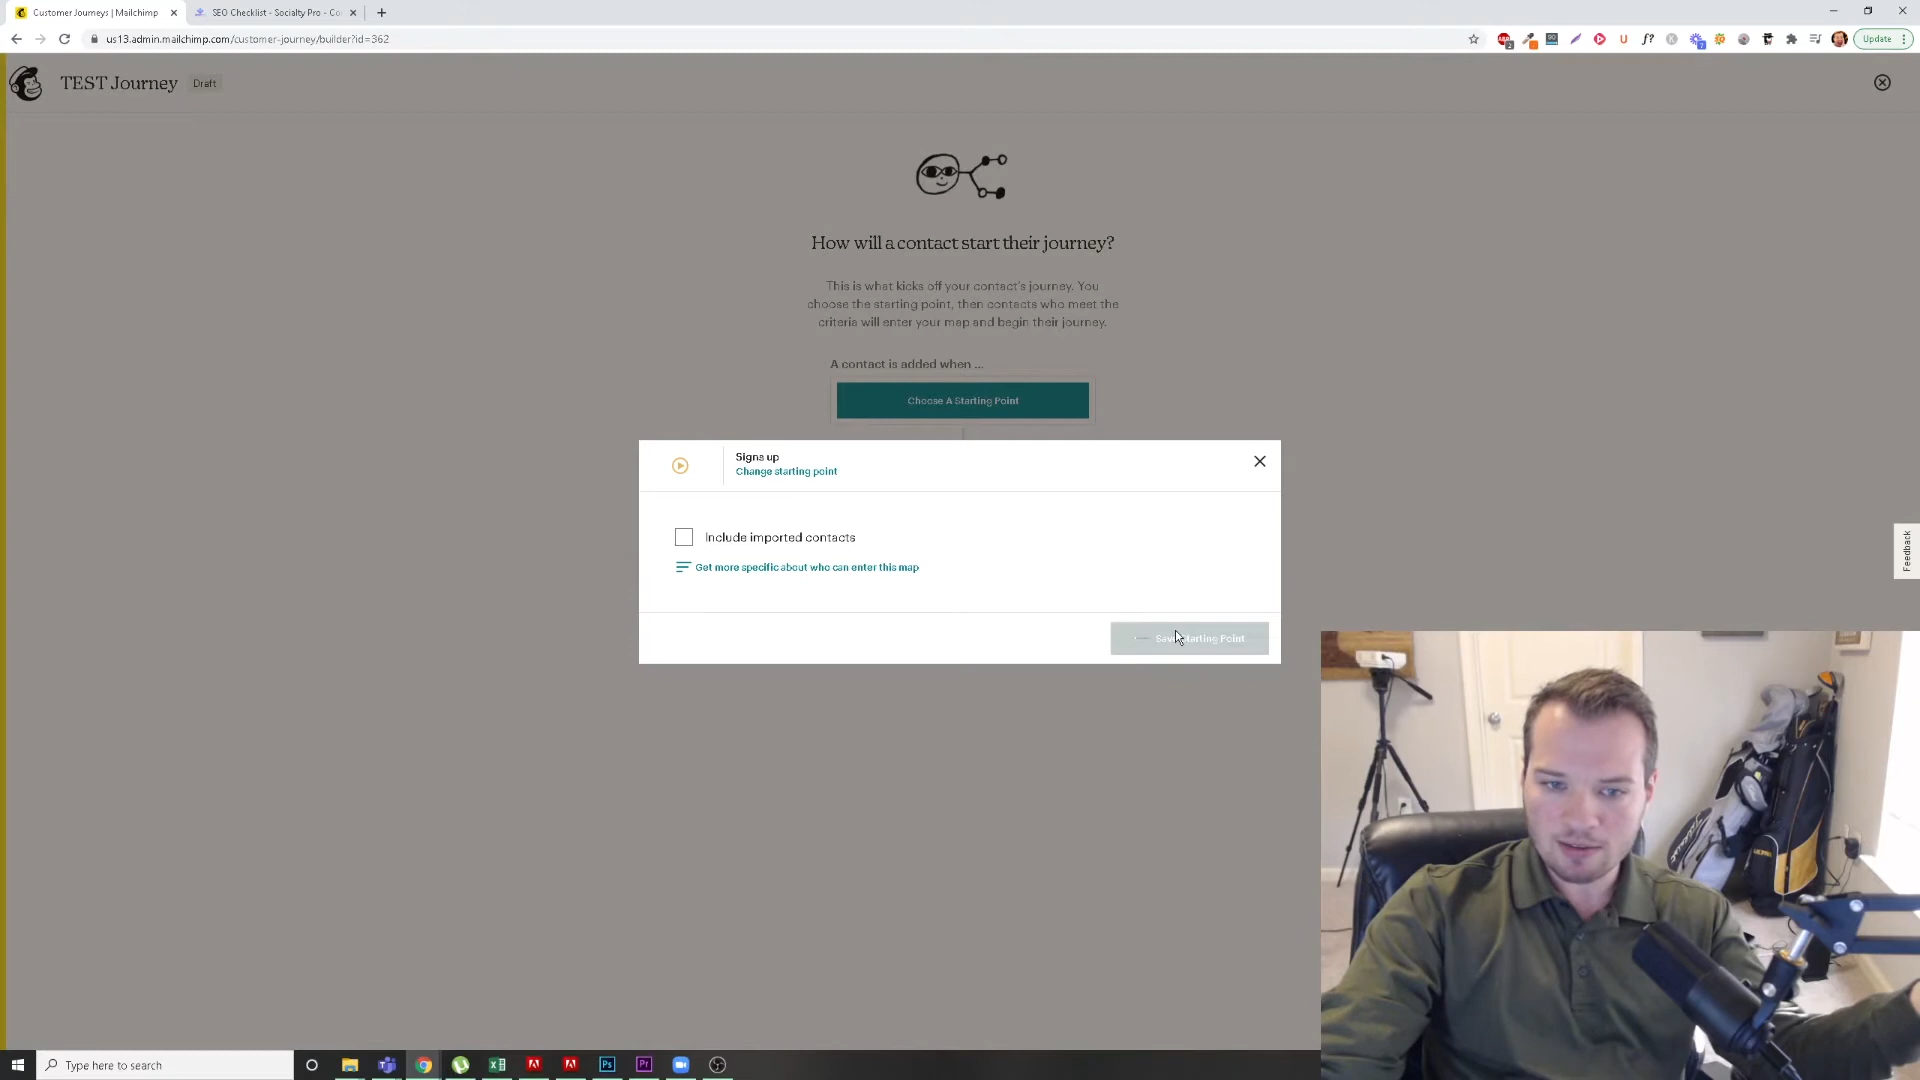 Customer Journeys | Mailchimp
SEO Checklist - Socialty Pro - Co
us13.admin.mailchimp.com/customer-journey/builder?id=362
Update
TEST Journey
Draft
How will a contact start their journey?
This is what kicks off your contact's journey. You
choose the starting point, then contacts who meet the
criteria will enter your map and begin their journey.
A contact is added when ...
Choose A Starting Point
Signs up
Change starting point
Include imported contacts
Get more specific about who can enter this map
Save Starting Point
Feedback
Type here to search